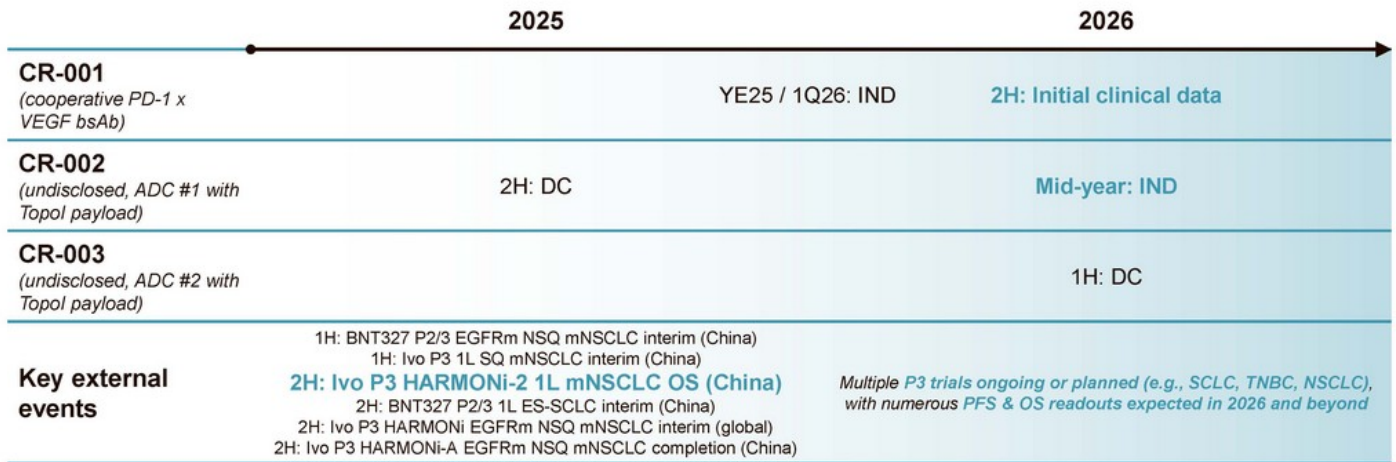 2025
2026
CR-001
(cooperative PD-1 x
VEGF bsAb)
YE25 / 1Q26: IND
2H: Initial clinical data
CR-002
(undisclosed, ADC #1 with
Topol payload)
2H: DC
Mid-year: IND
CR-003
(undisclosed, ADC #2 with
Topol payload)
1H: DC
Key external
events
1H: BNT327 P2/3 EGFRm NSQ mNSCLC interim (China)
1H: Ivo P3 1L SQ mNSCLC interim (China)
2H: Ivo P3 HARMONi-2 1L mNSCLC OS (China)
2H: BNT327 P2/3 1L ES-SCLC interim (China)
2H: Ivo P3 HARMONi EGFRm NSQ mNSCLC interim (global)
2H: Ivo P3 HARMONi-A EGFRm NSQ mNSCLC completion (China)
Multiple P3 trials ongoing or planned (e.g., SCLC, TNBC, NSCLC),
with numerous PFS & OS readouts expected in 2026 and beyond